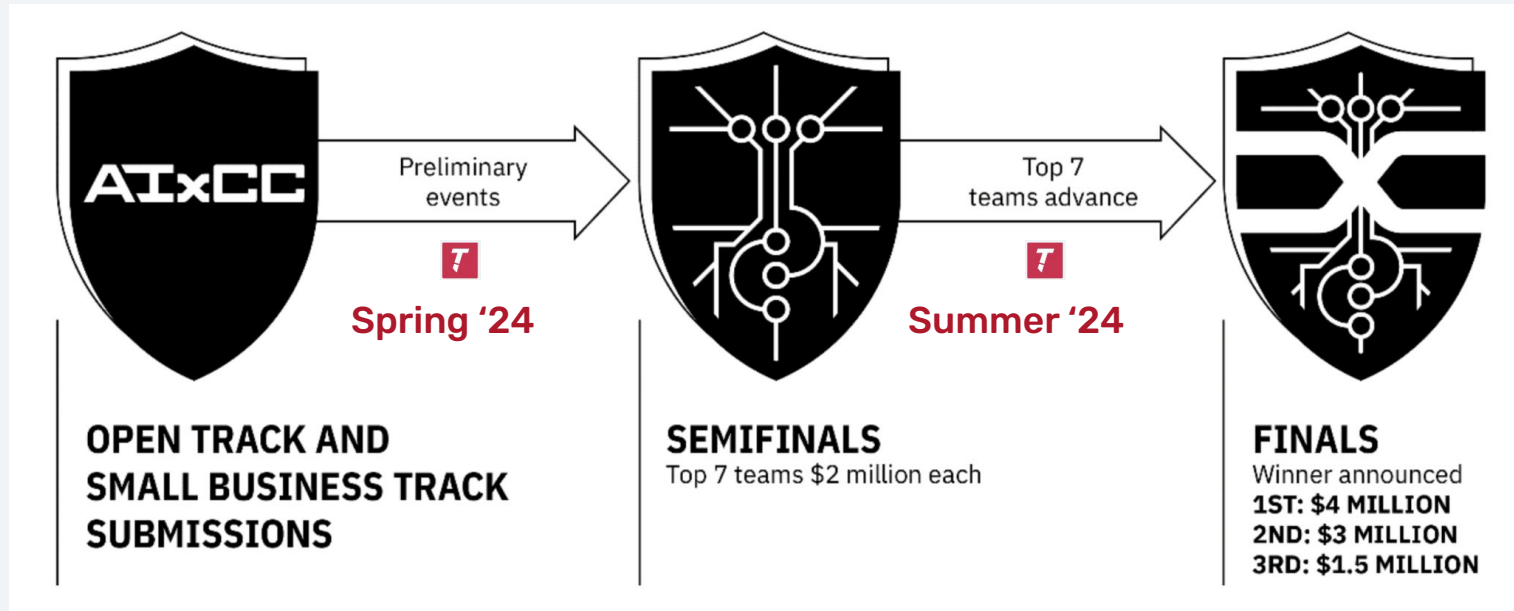 AIxCC
Preliminary
events
T
Spring ‘24
Top 7
teams advance
T
Summer ‘24
OPEN TRACK AND
SMALL BUSINESS TRACK
SUBMISSIONS
SEMIFINALS
Top 7 teams $2 million each
FINALS
Winner announced
1ST: $4 MILLION
2ND: $3 MILLION
3RD: $1.5 MILLION